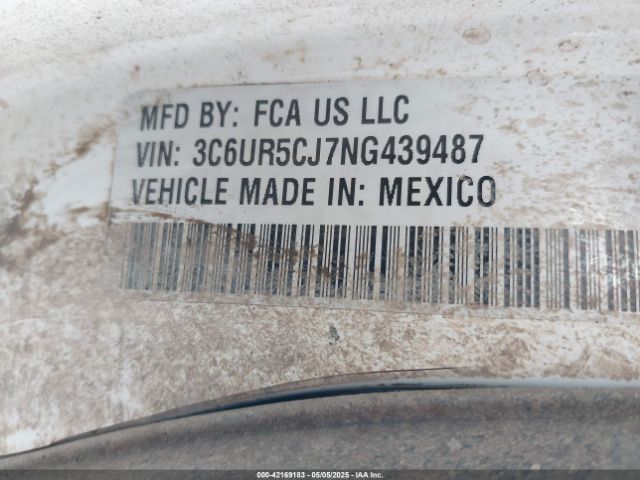 MFD BY: FCA US LLC
VIN: 3C6UR5CJ7NG439487
VEHICLE MADE IN: MEXICO
000-42169183 - 05/05/2025 - IAA Inc.